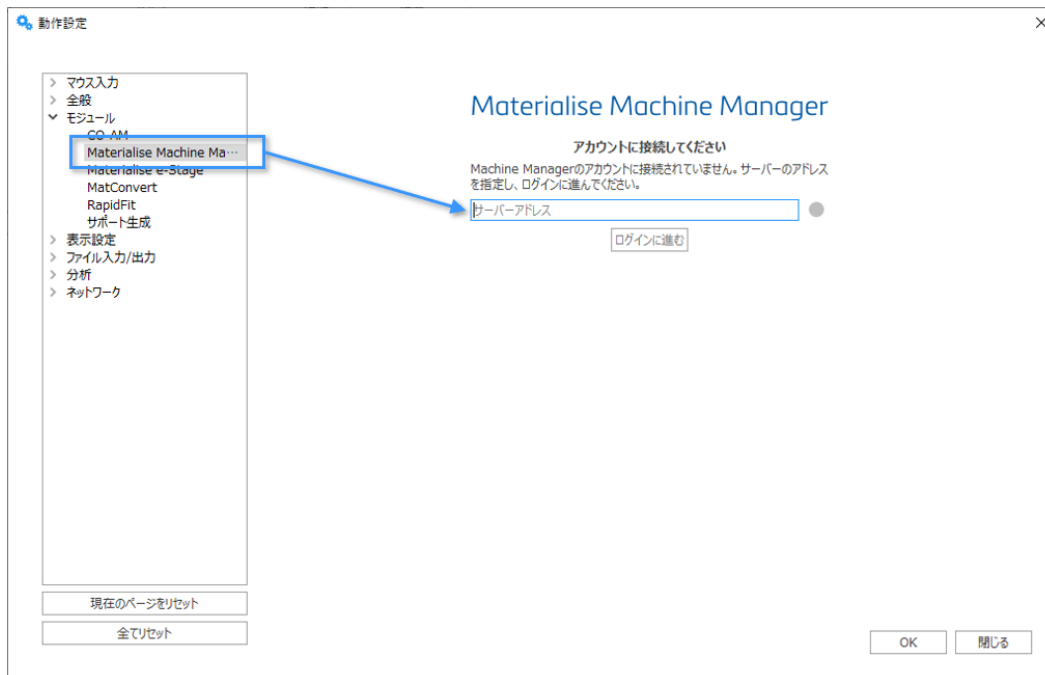 動作設定
マウス入力
全般
モジュール
CO-AM
Materialise Machine Ma…
Materialise e-Stage
MatConvert
RapidFit
サポート生成
表示設定
ファイル入力/出力
分析
ネットワーク
現在のページをリセット
全てリセット
Materialise Machine Manager
アカウントに接続してください
Machine Managerのアカウントに接続されていません。サーバーのアドレス
を指定し、ログインに進んでください。
サーバーアドレス
ログインに進む
OK
閉じる